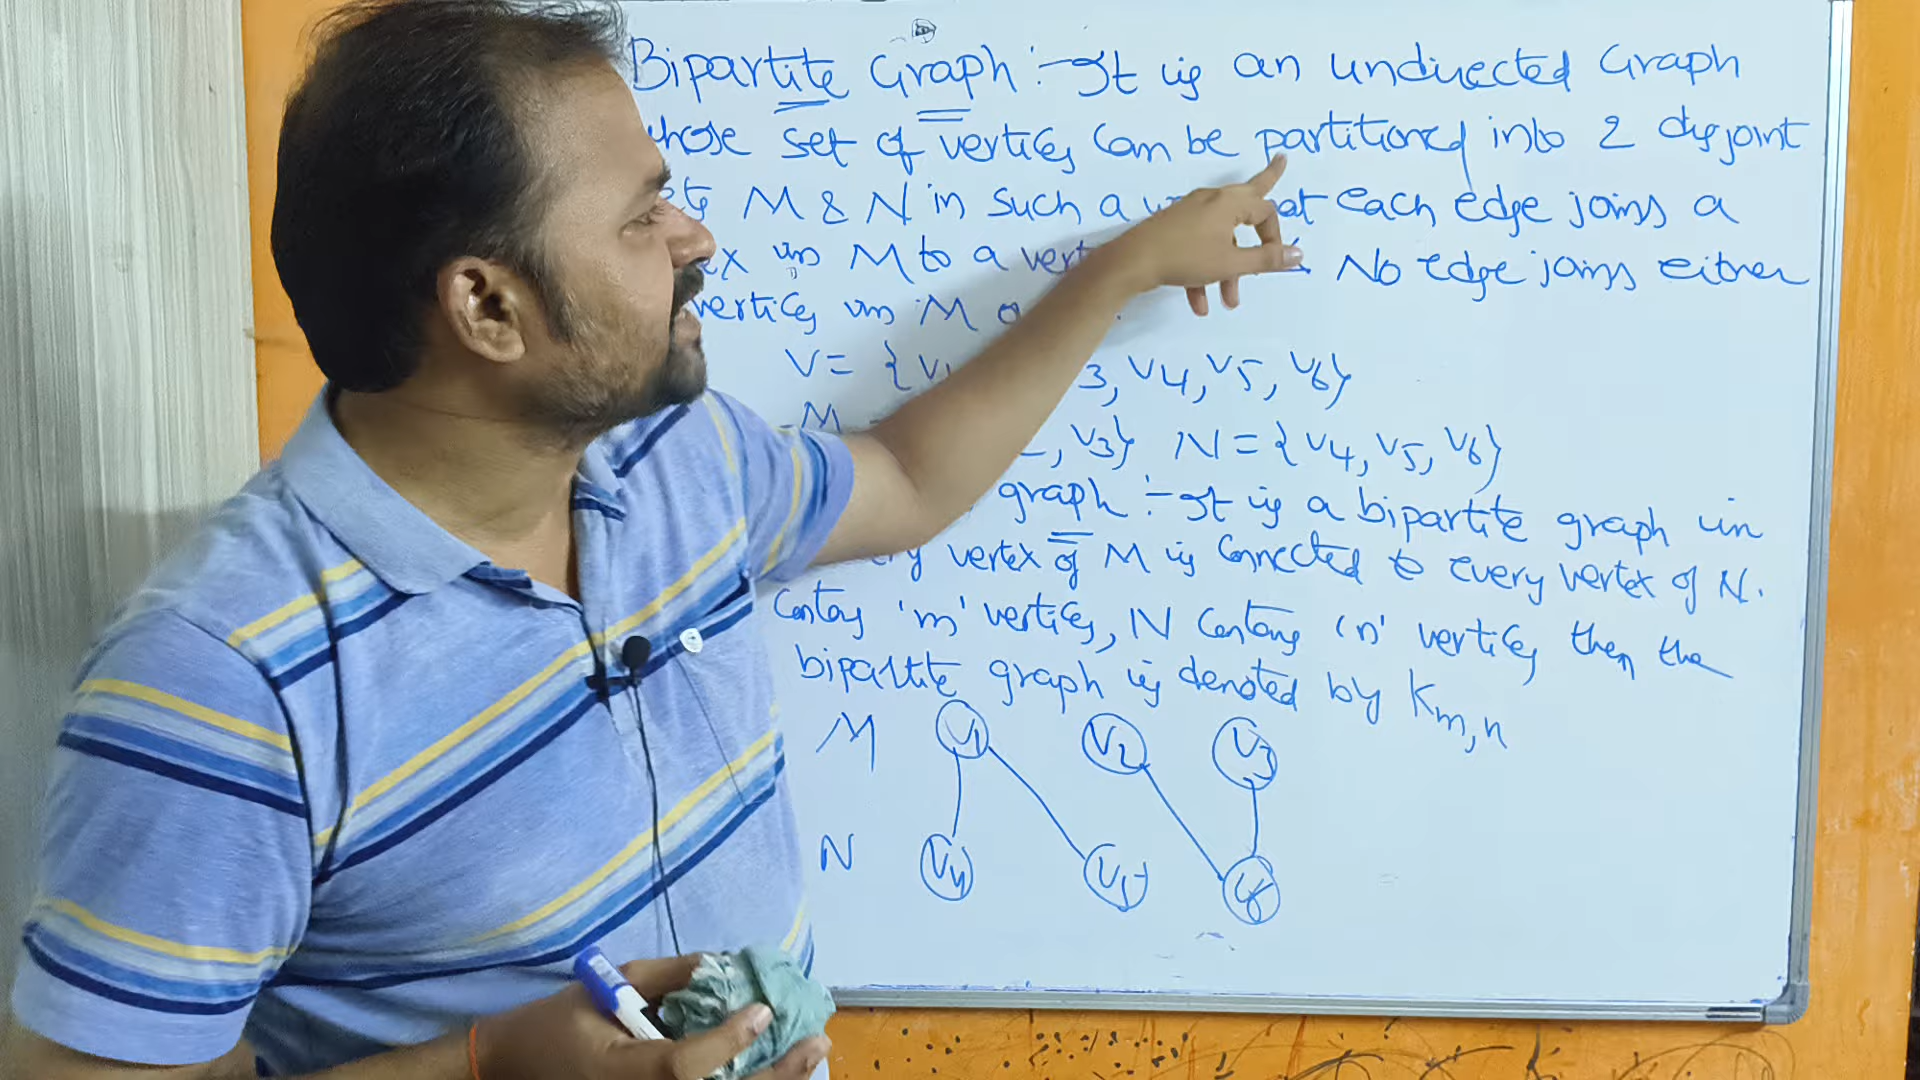 Bipartite Graph :- It is an undirected Graph
whose set of vertices can be partitioned into 2 disjoint
M & N in such a at each edge joins a
in M to a No edge joins either
vertices in M
V = {V1 3, V4, V5, V6}
M , V3} N = {V4, V5, V6}
graph :- It is a bipartite graph in
vertex of M is connected to every vertex of N.
Contains 'm' vertices, N Contains 'n' vertices then the
bipartite graph is denoted by Km,n
M V1 V2 V3
N V4 V5 V6